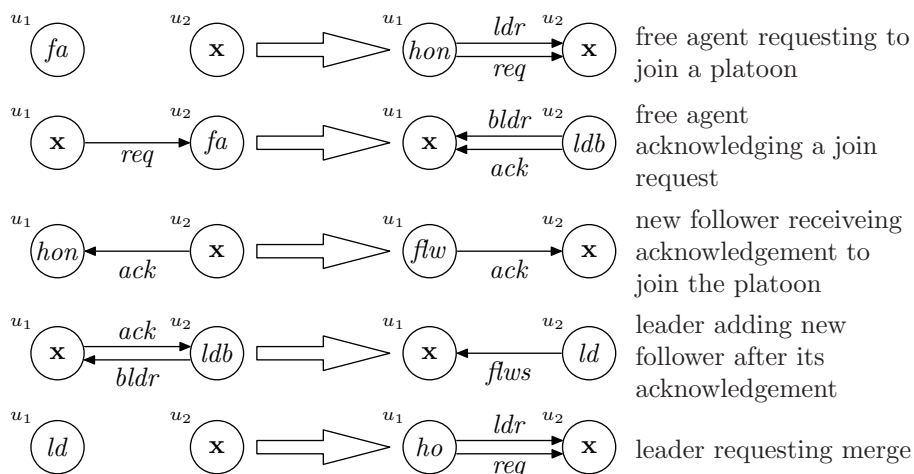 u1 u2 u1 ldr u2
fa x hon req x free agent requesting to
join a platoon
u1 u2 u1 bldr u2 free agent
x req fa x ack ldb acknowledging a join
request
u1 u2 u1 u2 new follower receiveing
hon ack x flw ack x acknowledgement to
join the platoon
u1 ack u2 u1 u2 leader adding new
x bldr ldb x flws ld follower after its
acknowledgement
u1 u2 u1 ldr u2
ld x ho req x leader requesting merge